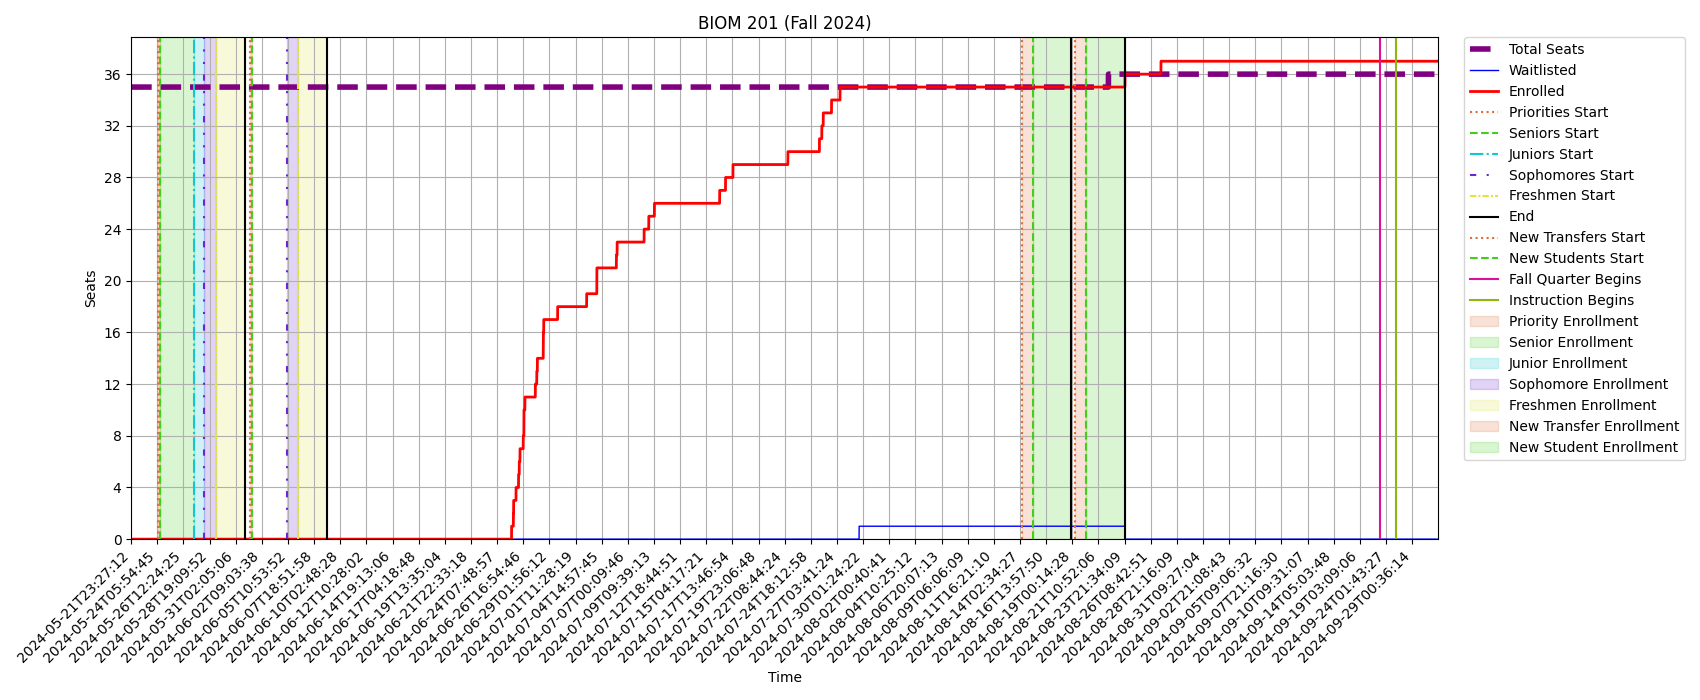 BIOM 201 (Fall 2024)
Seats
36
32
28
24
20
16
12
8
4
0
2024-05-21T23:27:12
2024-05-24T05:54:45
2024-05-26T12:24:25
2024-05-28T19:09:52
2024-05-31T02:05:06
2024-06-02T09:03:38
2024-06-05T10:53:52
2024-06-07T18:51:58
2024-06-10T02:48:28
2024-06-12T10:28:02
2024-06-14T19:13:06
2024-06-17T04:18:48
2024-06-19T13:35:04
2024-06-21T22:33:18
2024-06-24T07:48:57
2024-06-26T16:54:46
2024-06-29T01:56:12
2024-07-01T11:28:19
2024-07-04T14:57:45
2024-07-07T00:09:46
2024-07-09T09:39:13
2024-07-12T18:44:51
2024-07-15T04:17:21
2024-07-17T13:46:54
2024-07-19T23:06:48
2024-07-22T08:44:24
2024-07-24T18:12:58
2024-07-27T03:41:24
2024-07-30T01:24:22
2024-08-02T00:40:41
2024-08-04T10:25:12
2024-08-06T20:07:13
2024-08-09T06:06:09
2024-08-11T16:21:10
2024-08-14T02:34:27
2024-08-16T13:57:50
2024-08-19T00:14:28
2024-08-21T10:52:06
2024-08-23T21:34:09
2024-08-26T08:42:51
2024-08-28T21:16:09
2024-08-31T09:27:04
2024-09-02T21:08:43
2024-09-05T09:06:32
2024-09-07T21:16:30
2024-09-10T09:31:07
2024-09-14T05:03:48
2024-09-19T03:09:06
2024-09-24T01:43:27
2024-09-29T00:36:14
Time
Total Seats
Waitlisted
Enrolled
Priorities Start
Seniors Start
Juniors Start
Sophomores Start
Freshmen Start
End
New Transfers Start
New Students Start
Fall Quarter Begins
Instruction Begins
Priority Enrollment
Senior Enrollment
Junior Enrollment
Sophomore Enrollment
Freshmen Enrollment
New Transfer Enrollment
New Student Enrollment